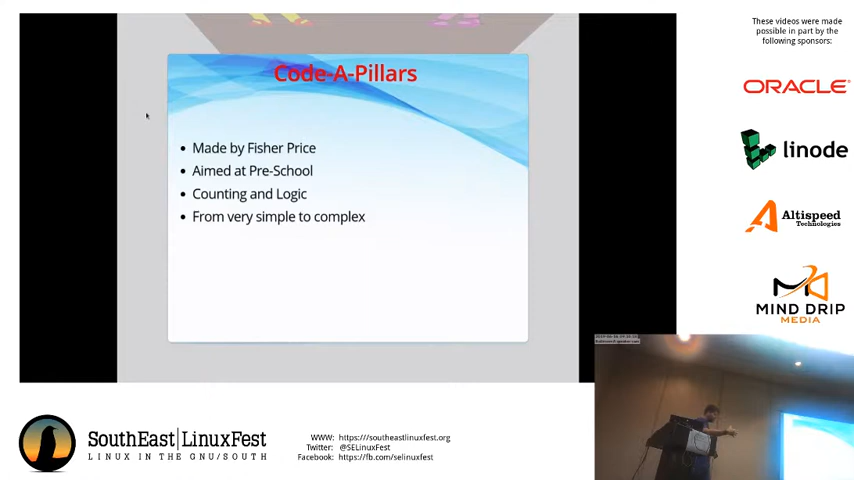 These videos were made
possible in part by the
following sponsors:
Code-A-Pillars
• Made by Fisher Price
• Aimed at Pre-School
• Counting and Logic
• From very simple to complex
ORACLE®
linode
Altispeed
Technologies
MIND DRIP
MEDIA
SouthEast|LinuxFest
LINUX IN THE GNU/SOUTH
WWW: https:///southeastlinuxfest.org
Twitter: @SELinuxFest
Facebook: https://fb.com/selinuxfest